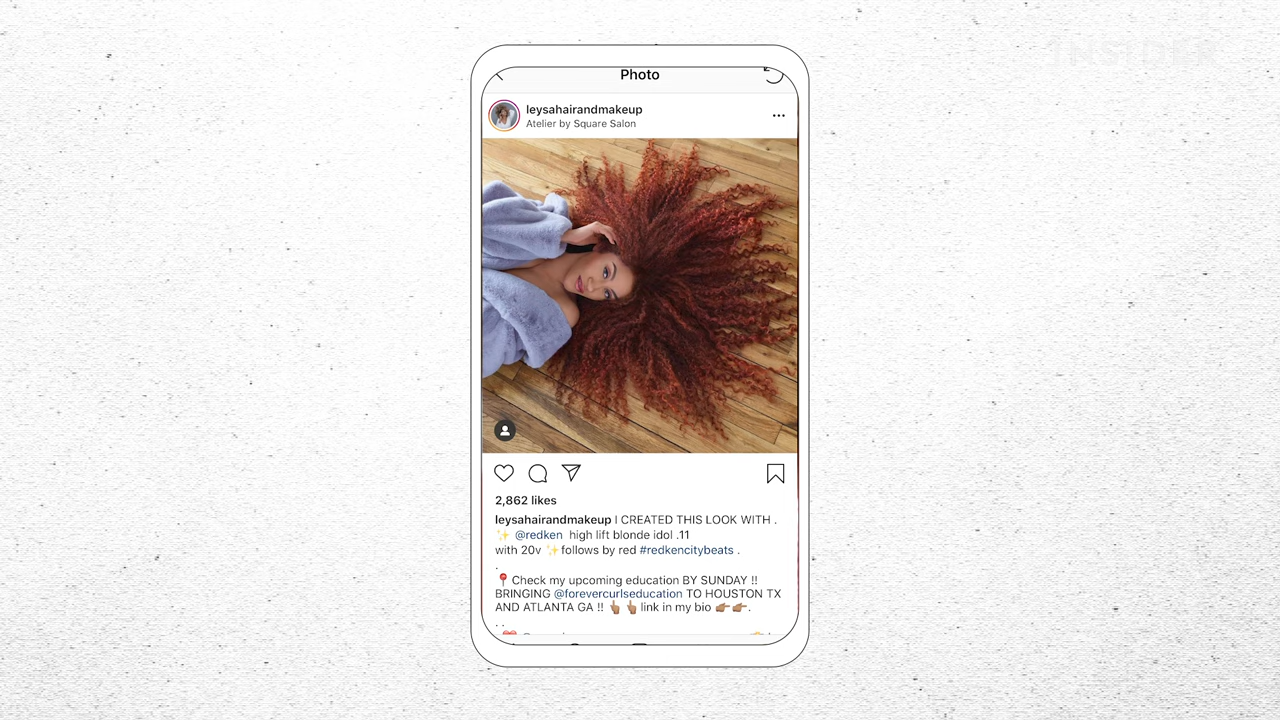 INSIDER
Photo
leysahairandmakeup
Atelier by Square Salon
2,862 likes
leysahairandmakeup I CREATED THIS LOOK WITH .
✨ @redken high lift blonde idol .11
with 20v ✨follows by red #redkencitybeats .
.
📍Check my upcoming education BY SUNDAY !!
BRINGING @forevercurlseducation TO HOUSTON TX
AND ATLANTA GA !! 👆🏽👆🏽link in my bio 👉🏽👉🏽.
. .